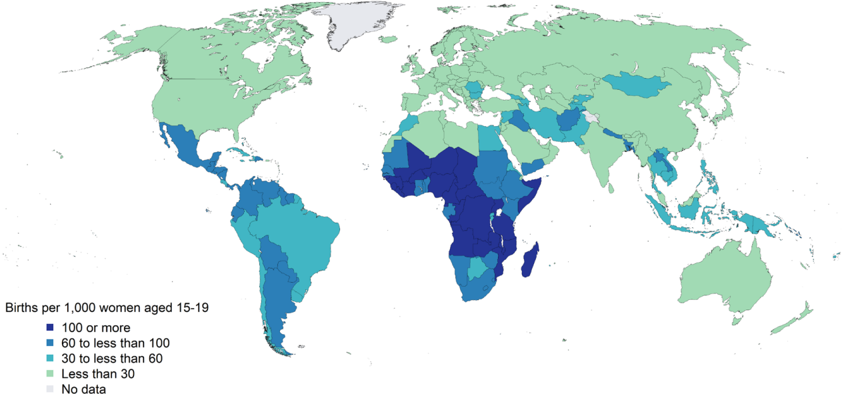 Births per 1,000 women aged 15-19
100 or more
60 to less than 100
30 to less than 60
Less than 30
No data